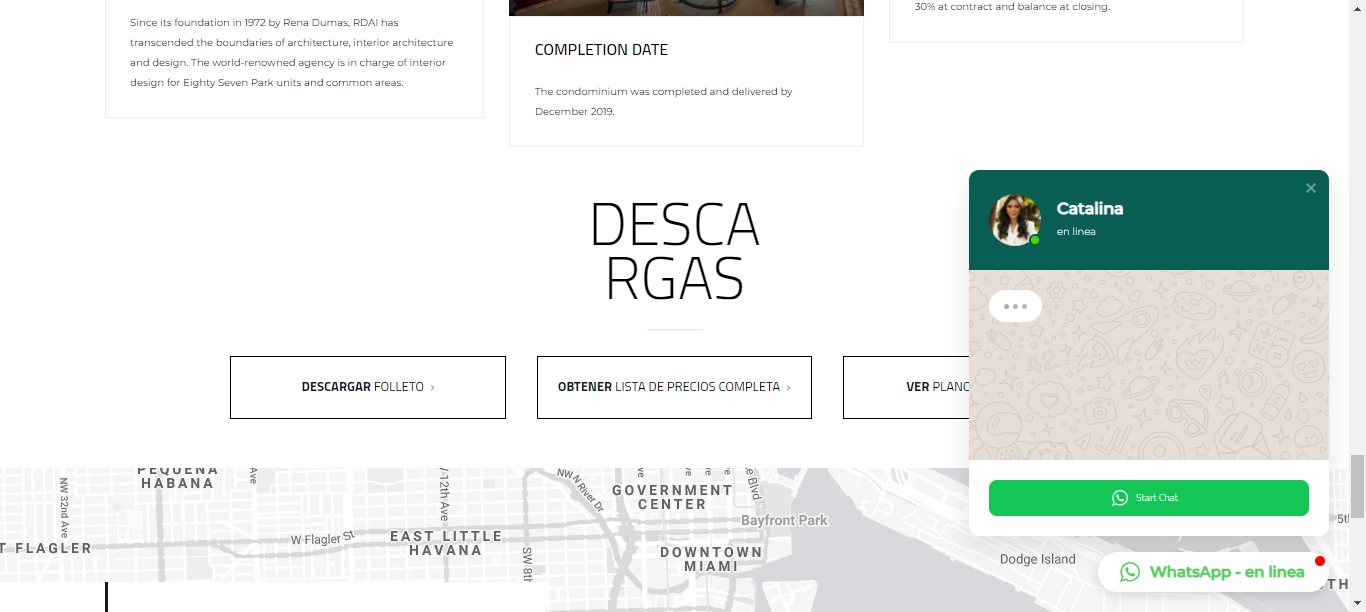 Since its foundation in 1972 by Rena Dumas, RDAI has
transcended the boundaries of architecture, interior architecture
and design. The world-renowned agency is in charge of interior
design for Eighty Seven Park units and common areas.
COMPLETION DATE
The condominium was completed and delivered by
December 2019.
30% at contract and balance at closing.
DESCA
RGAS
DESCARGAR FOLLETO ›
OBTENER LISTA DE PRECIOS COMPLETA ›
VER PLANO
Catalina
en linea
Start Chat
WhatsApp - en linea
PEQUEÑA
HABANA
NW 32nd Ave
Ave
T FLAGLER
W Flagler St
12th Ave
EAST LITTLE
HAVANA
SW 8th
NW N River Dr
ve
e Blvd
GOVERNMENT
CENTER
Bayfront Park
DOWNTOWN
MIAMI
Dodge Island
5t